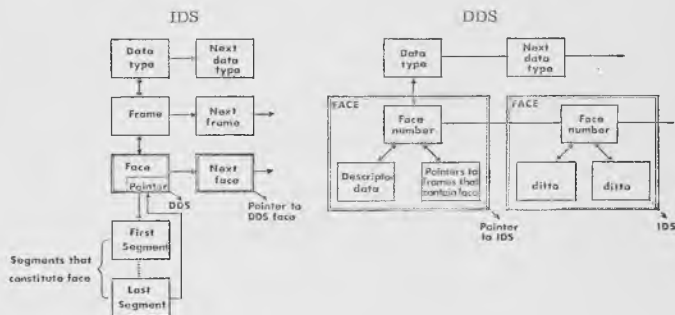 IDS
Data
type
Next
data
type
Frame
Next
frame
Face
Pointer
Next
face
DDS
Pointer to
DDS face
First
Segment
Segments that
constitute face
Last
Segment
DDS
Data
type
Next
data
type
FACE
Face
number
Descriptor
data
Pointers to
frames that
contain face
Pointer
to IDS
FACE
Face
number
ditto
ditto
IDS